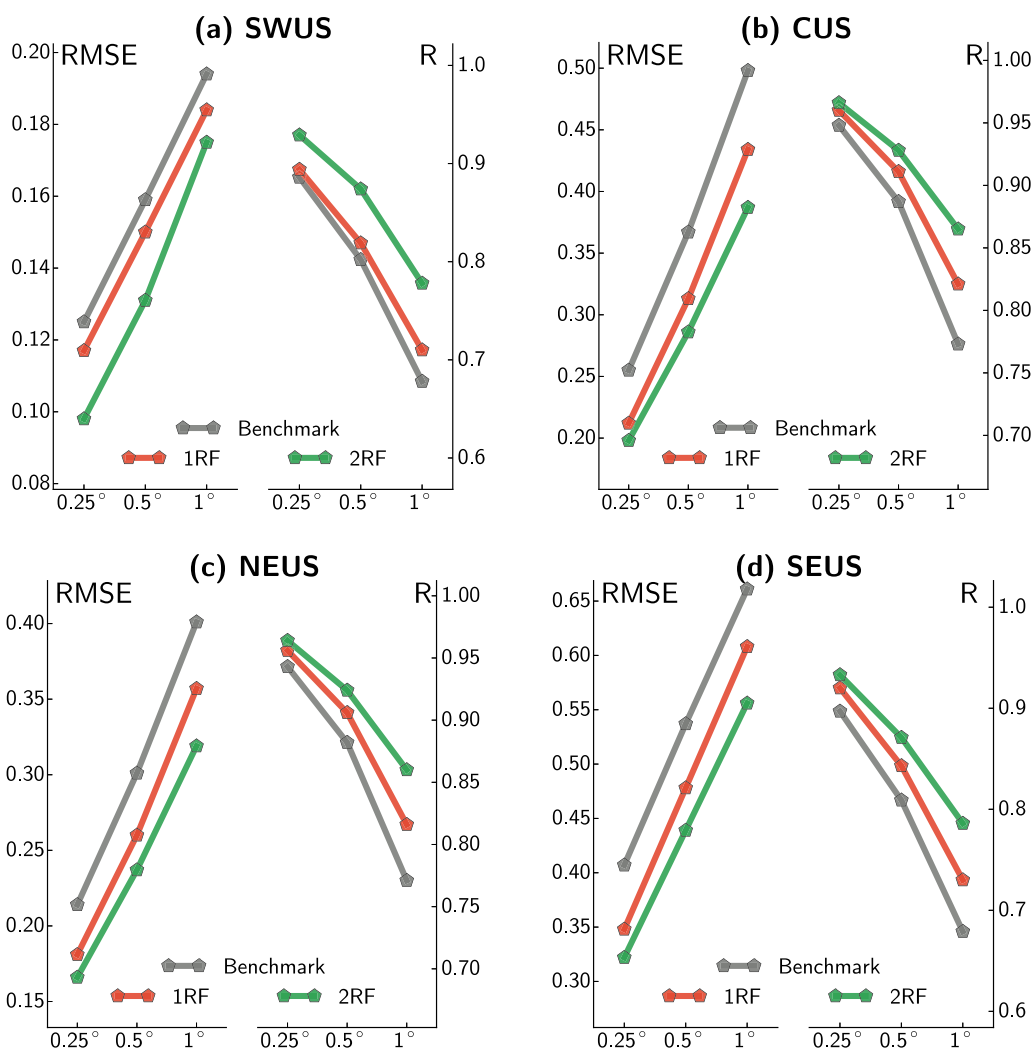 (a) SWUS
RMSE
R
0.20
0.18
0.16
0.14
0.12
0.10
0.08
1.0
0.9
0.8
0.7
0.6
Benchmark
1RF
2RF
0.25° 0.5° 1°
0.25° 0.5° 1°
(b) CUS
RMSE
R
0.50
0.45
0.40
0.35
0.30
0.25
0.20
1.00
0.95
0.90
0.85
0.80
0.75
0.70
Benchmark
1RF
2RF
0.25° 0.5° 1°
0.25° 0.5° 1°
(c) NEUS
RMSE
R
0.40
0.35
0.30
0.25
0.20
0.15
1.00
0.95
0.90
0.85
0.80
0.75
0.70
Benchmark
1RF
2RF
0.25° 0.5° 1°
0.25° 0.5° 1°
(d) SEUS
RMSE
R
0.65
0.60
0.55
0.50
0.45
0.40
0.35
0.30
1.0
0.9
0.8
0.7
0.6
Benchmark
1RF
2RF
0.25° 0.5° 1°
0.25° 0.5° 1°